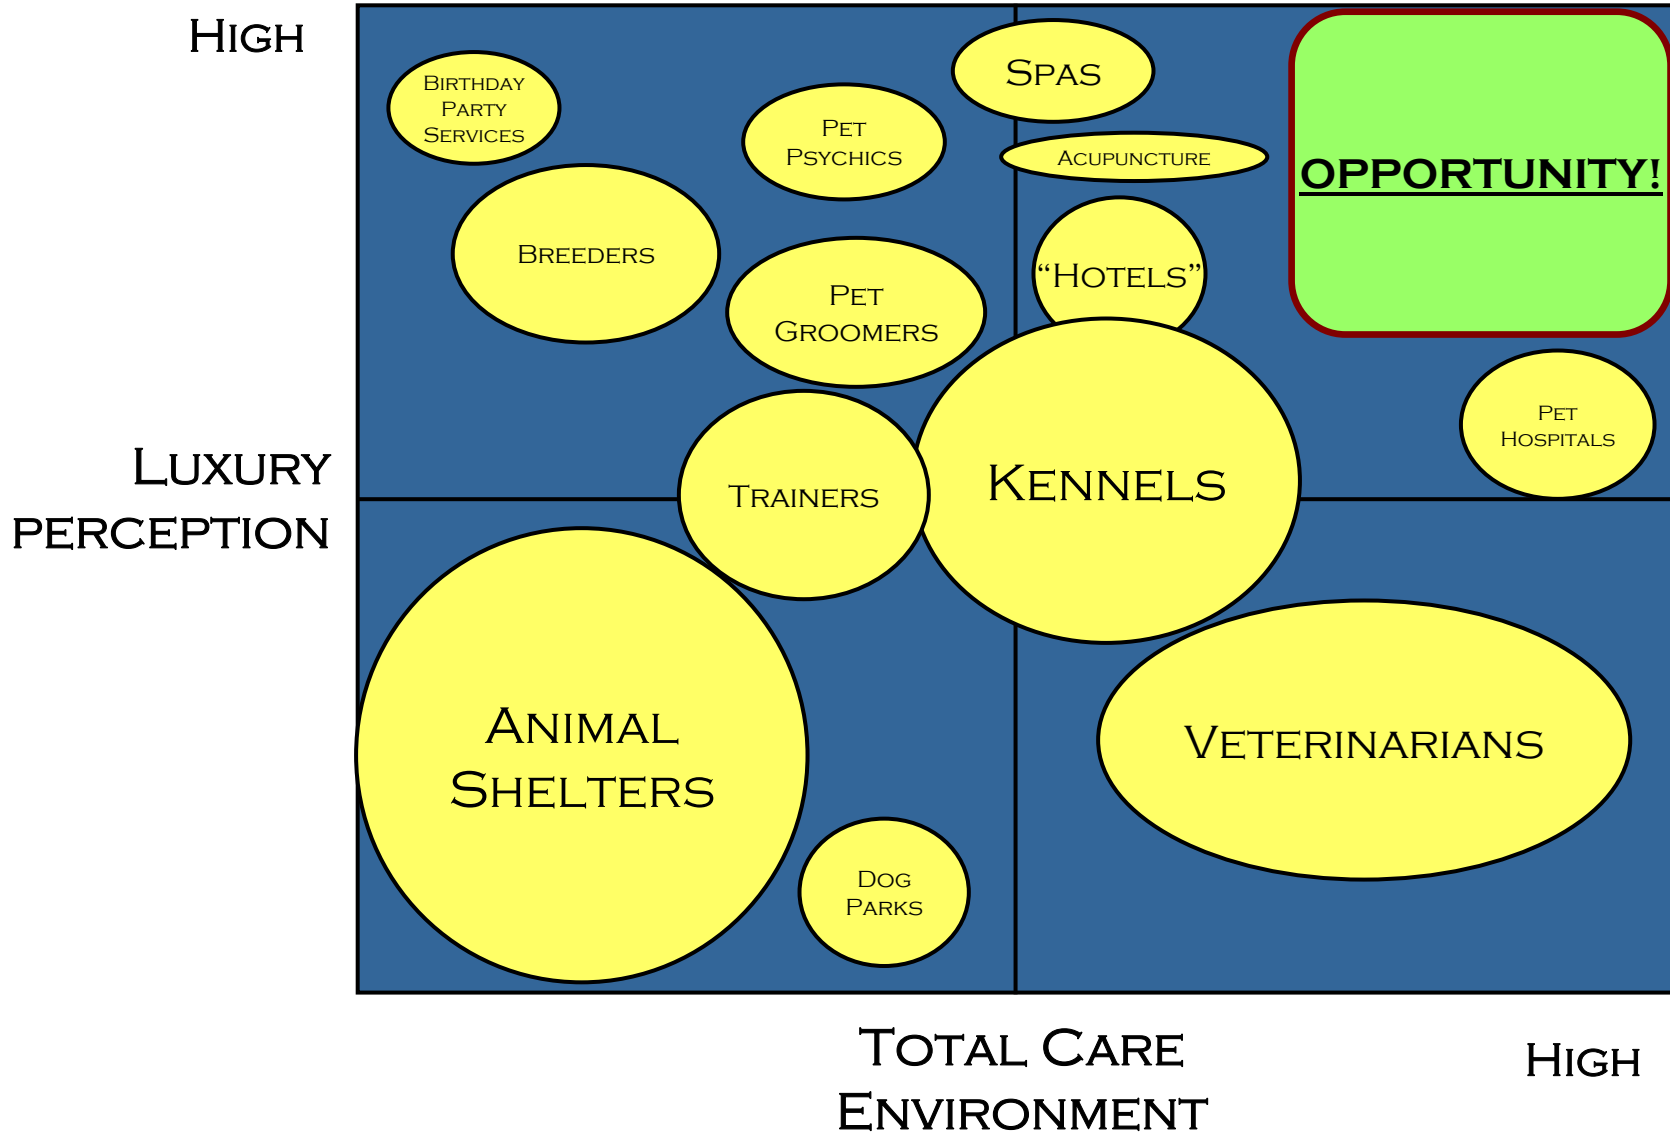 High
Birthday
Party
Services
Pet
Psychics
Spas
Acupuncture
OPPORTUNITY!
Breeders
Pet
Groomers
“Hotels”
Pet
Hospitals
Luxury
perception
Trainers
Kennels
Animal
Shelters
Veterinarians
Dog
Parks
Total Care
Environment
High